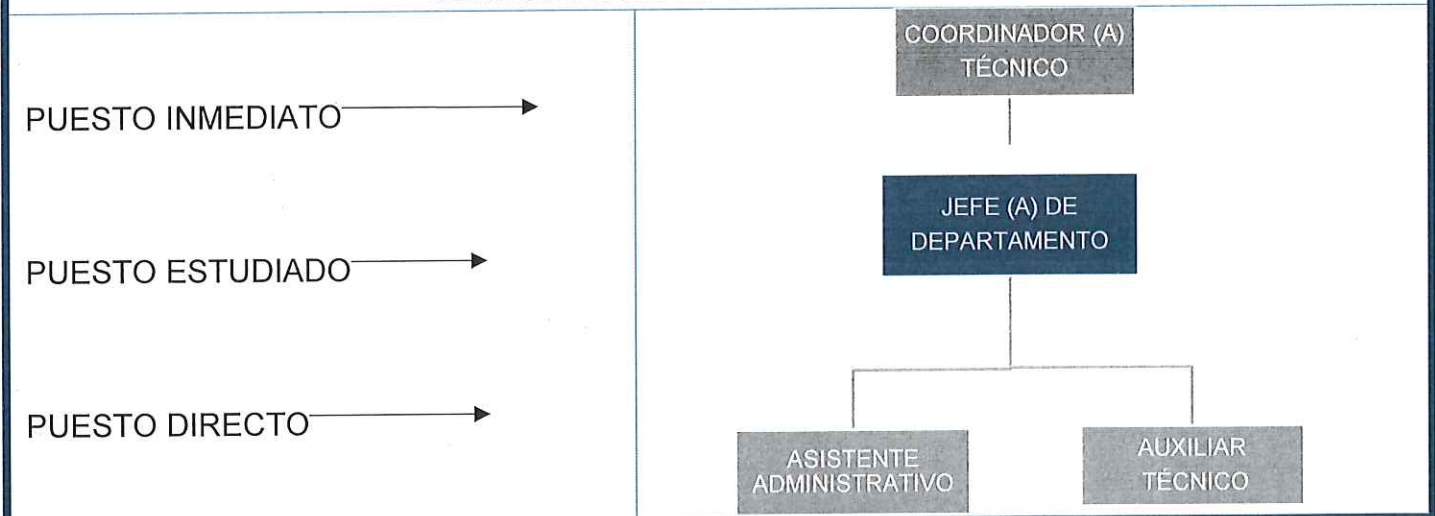 PUESTO INMEDIATO
COORDINADOR (A)
TÉCNICO
PUESTO ESTUDIADO
JEFE (A) DE
DEPARTAMENTO
PUESTO DIRECTO
ASISTENTE
ADMINISTRATIVO
AUXILIAR
TÉCNICO